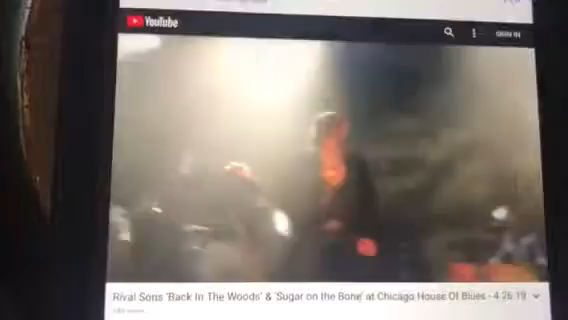 YouTube
SIGN IN
Rival Sons 'Back In The Woods' & 'Sugar on the Bone' at Chicago House Of Blues - 4 26 19